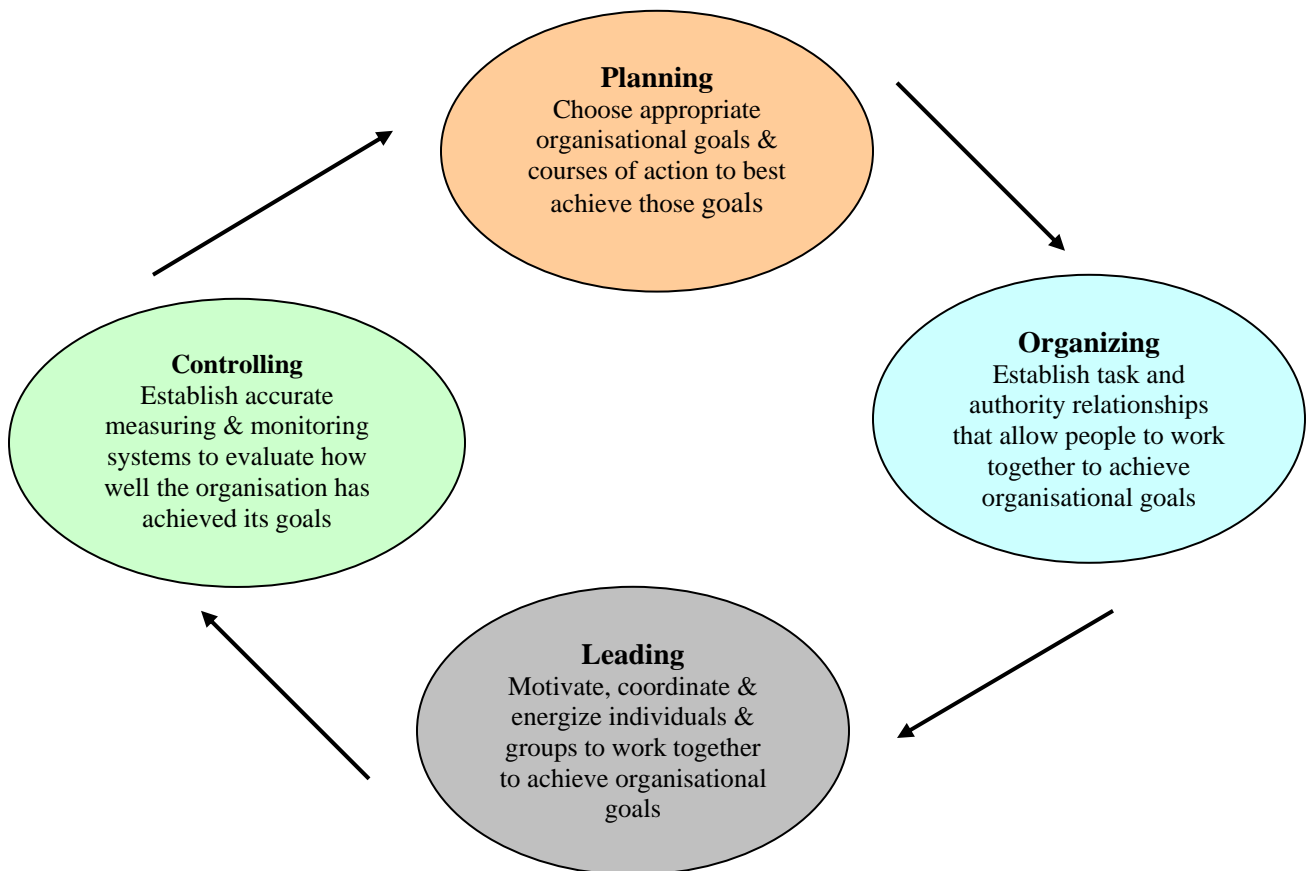 Planning
Choose appropriate
organisational goals &
courses of action to best
achieve those goals
Organizing
Establish task and
authority relationships
that allow people to work
together to achieve
organisational goals
Leading
Motivate, coordinate &
energize individuals &
groups to work together
to achieve organisational
goals
Controlling
Establish accurate
measuring & monitoring
systems to evaluate how
well the organisation has
achieved its goals